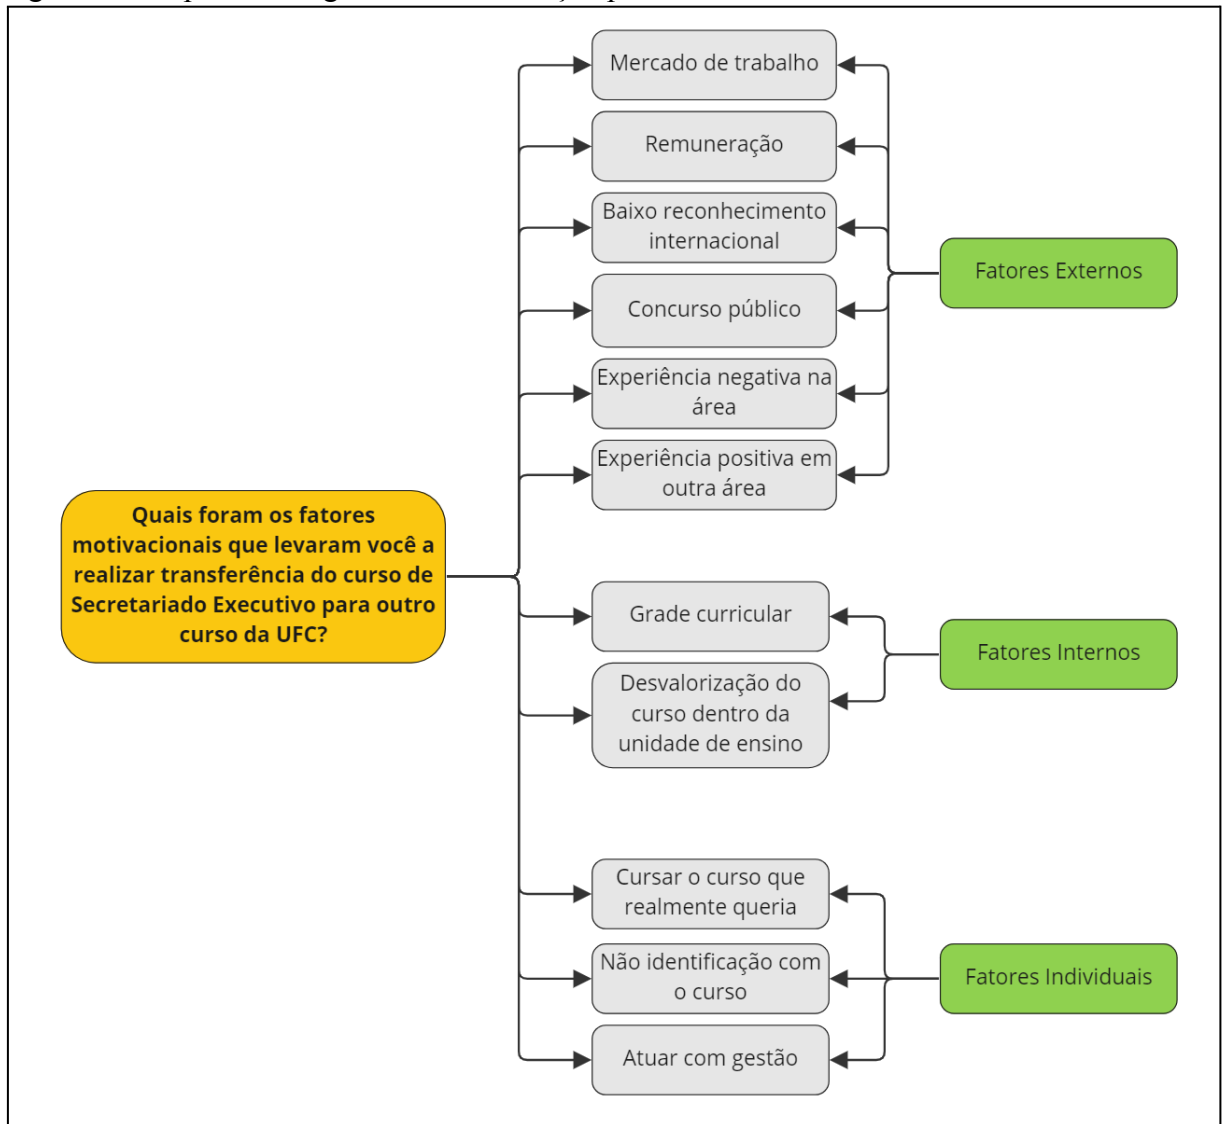 Mercado de trabalho
Remuneração
Baixo reconhecimento
internacional
Concurso público
Experiência negativa na
área
Experiência positiva em
outra área
Fatores Externos
Quais foram os fatores
motivacionais que levaram você a
realizar transferência do curso de
Secretariado Executivo para outro
curso da UFC?
Grade curricular
Desvalorização do
curso dentro da
unidade de ensino
Fatores Internos
Cursar o curso que
realmente queria
Não identificação com
o curso
Atuar com gestão
Fatores Individuais